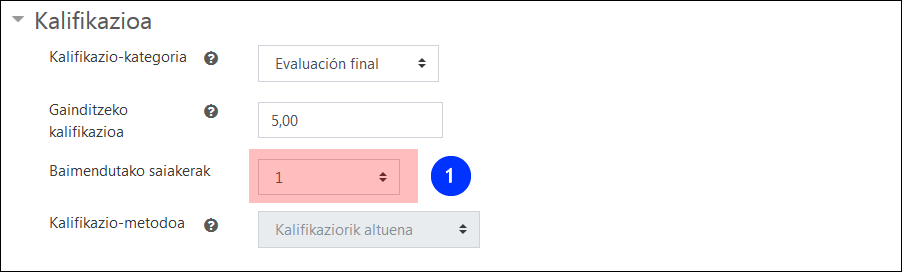 Kalifikazioa
Kalifikazio-kategoria
Evaluación final
Gainditzeko
kalifikazioa
5,00
Baimendutako saiakerak
1
1
Kalifikazio-metodoa
Kalifikaziorik altuena